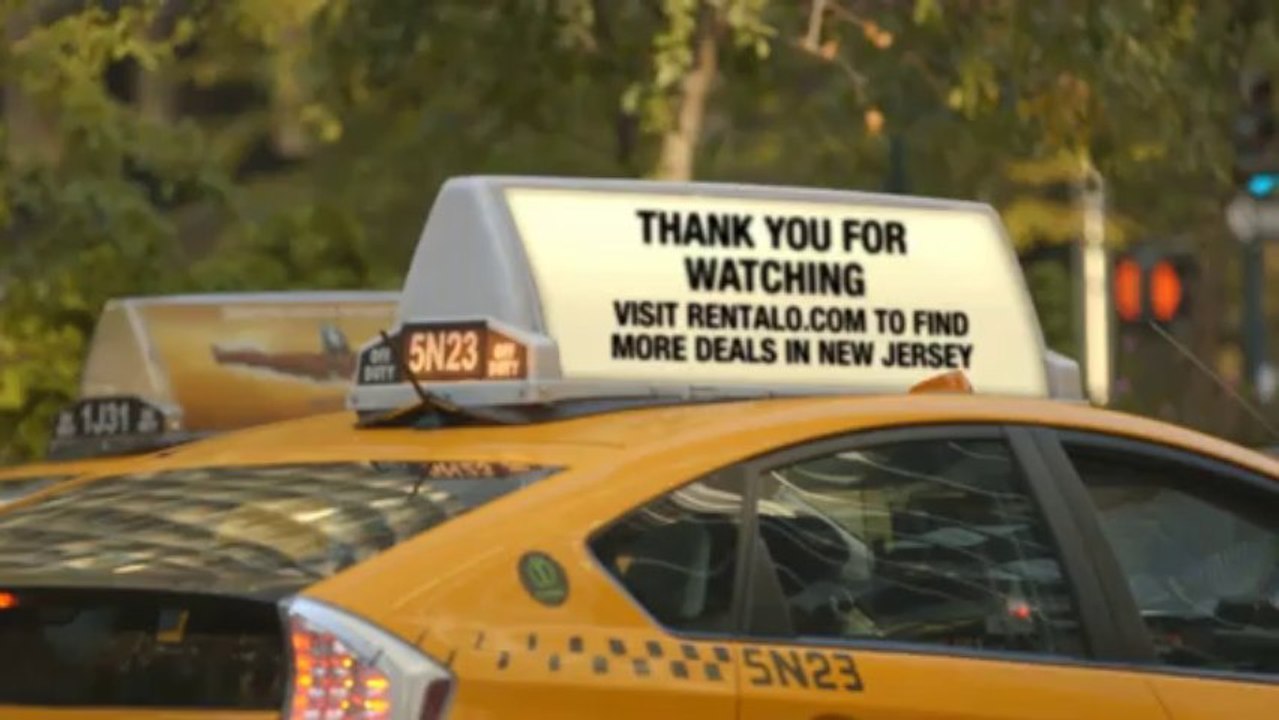 THANK YOU FOR
WATCHING
VISIT RENTALO.COM TO FIND
MORE DEALS IN NEW JERSEY
OFF
DUTY
5N23
OFF
DUTY
1J31
5N23